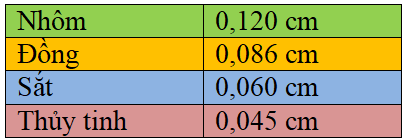 Nhôm 0,120 cm
Đồng 0,086 cm
Sắt 0,060 cm
Thủy tinh 0,045 cm